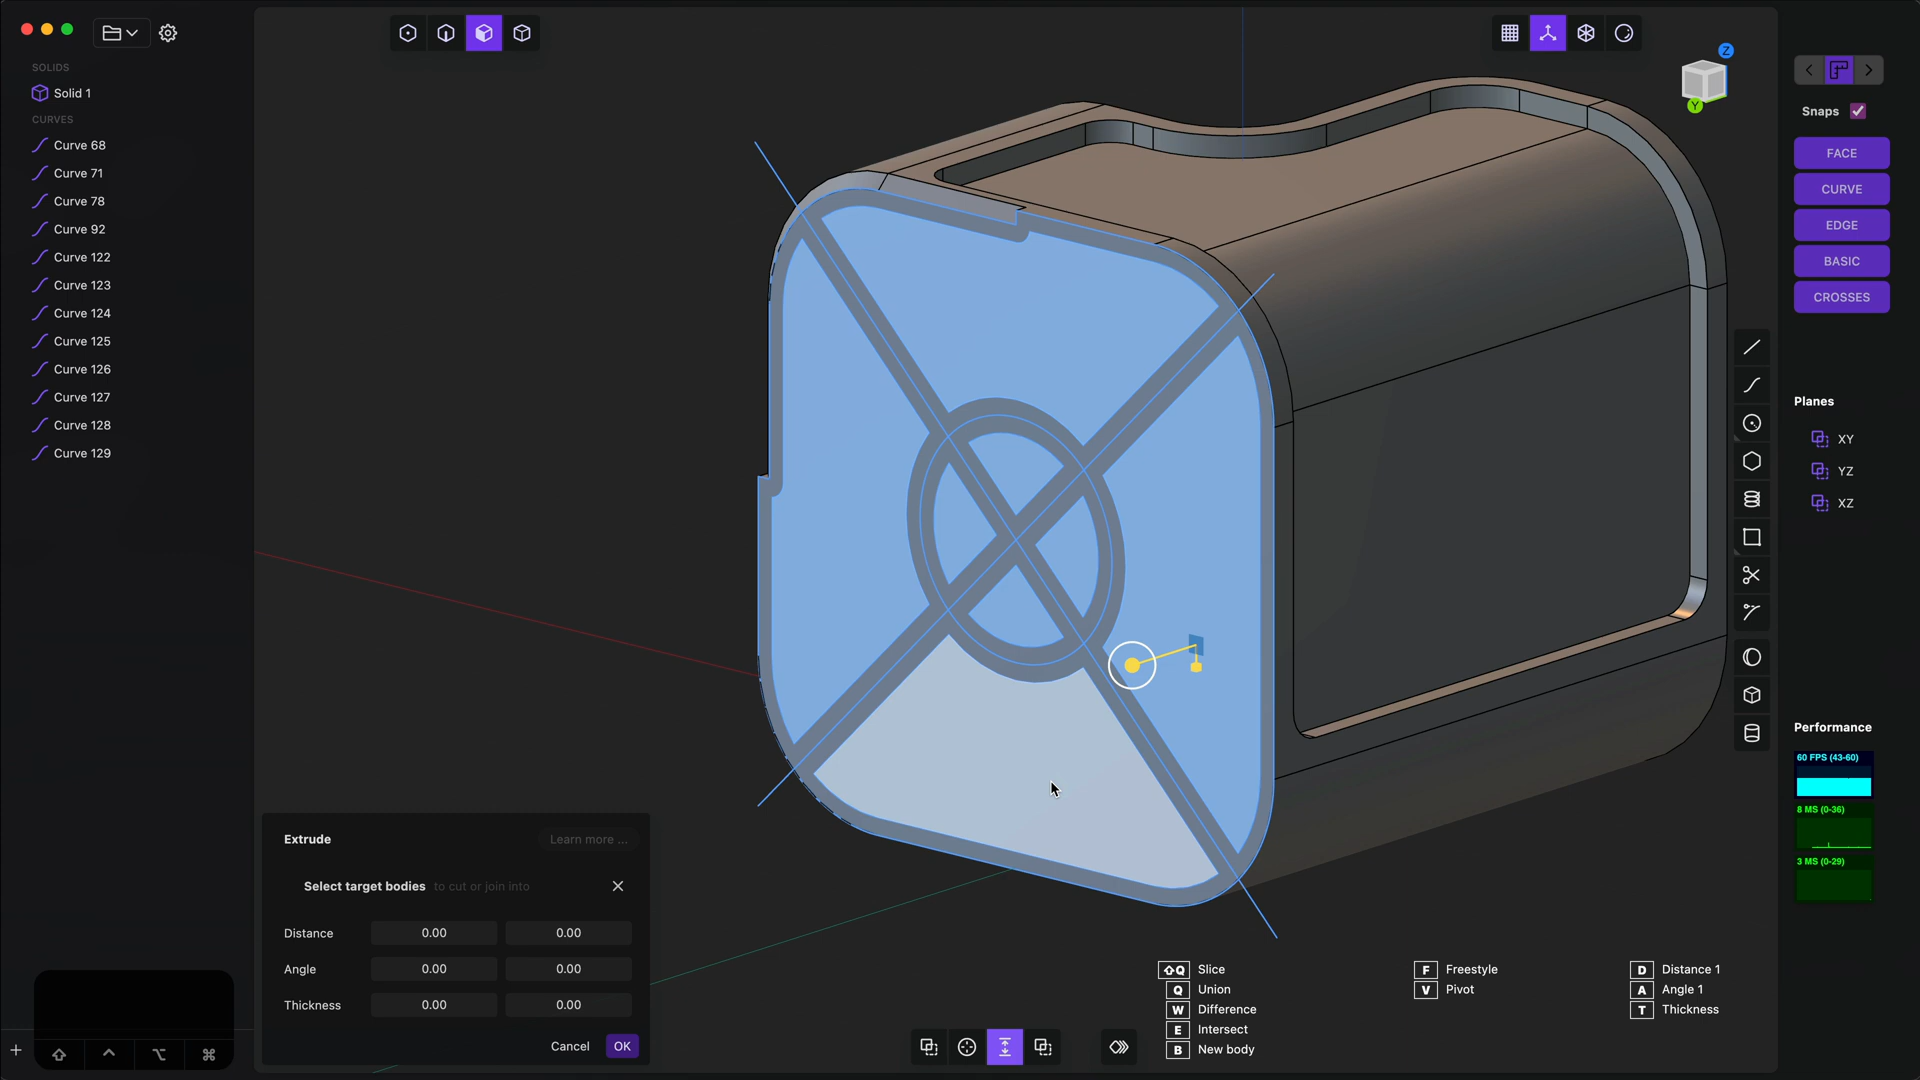 SOLIDS
Solid 1
CURVES
Curve 68
Curve 71
Curve 78
Curve 92
Curve 122
Curve 123
Curve 124
Curve 125
Curve 126
Curve 127
Curve 128
Curve 129
Z
Y
Snaps
FACE
CURVE
EDGE
BASIC
CROSSES
Planes
XY
YZ
XZ
Performance
60 FPS (43-60)
8 MS (0-36)
3 MS (0-29)
Extrude
Learn more ...
Select target bodies to cut or join into
Distance 0.00 0.00
Angle 0.00 0.00
Thickness 0.00 0.00
Cancel OK
⇧Q Slice
Q Union
W Difference
E Intersect
B New body
F Freestyle
V Pivot
D Distance 1
A Angle 1
T Thickness